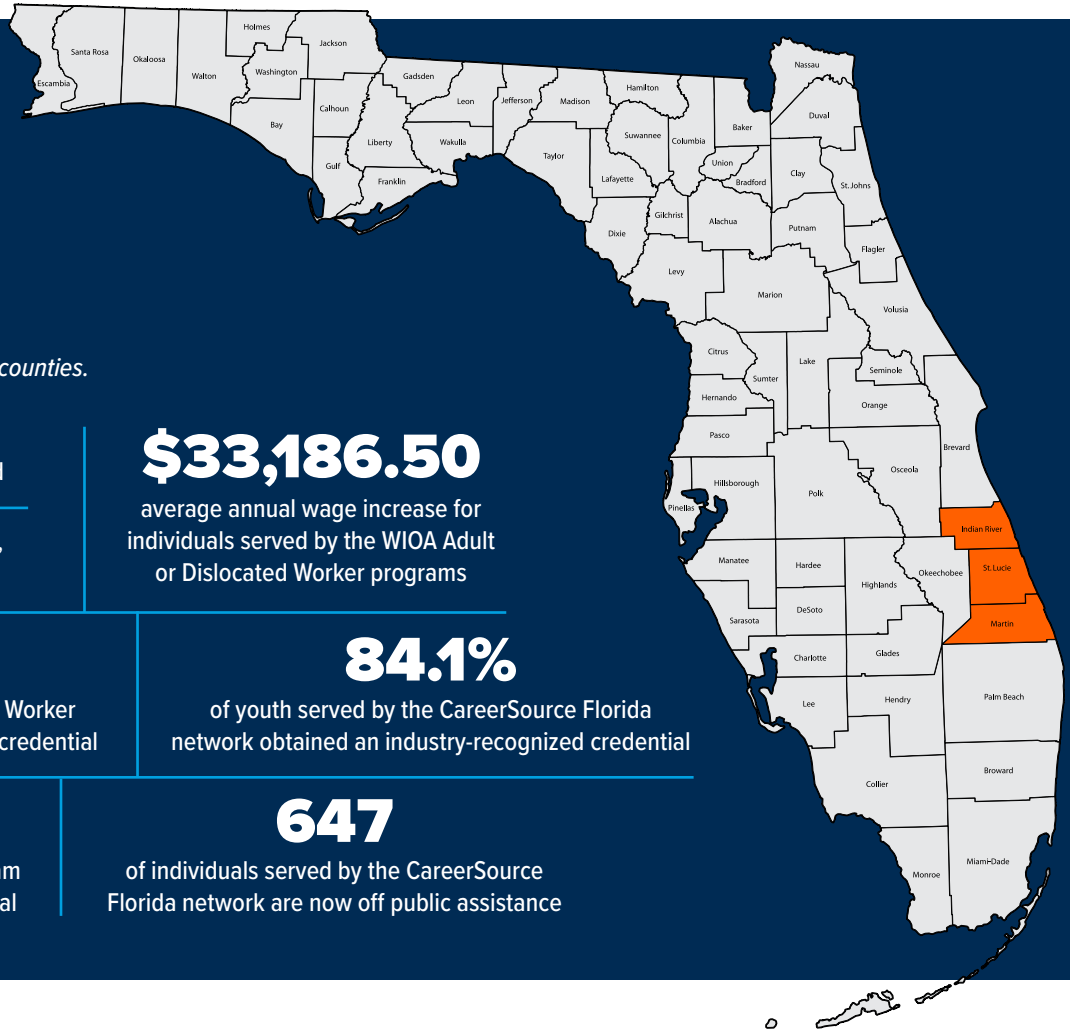 Holmes
Jackson
Santa Rosa
Okaloosa
Walton
Washington
Escambia
Nassau
Gadsden
Hamilton
Leon
Jefferson
Madison
Calhoun
Bay
Duval
Baker
Suwannee
Columbia
Liberty
Wakulla
Taylor
Union
Gulf
Clay
Franklin
Lafayette
Bradford
St. Johns
Gilchrist
Alachua
Putnam
Dixie
Flagler
Levy
Marion
Volusia
Citrus
Lake
Sumter
Seminole
Hernando
Orange
Pasco
Brevard
Osceola
Hillsborough
Polk
Pinellas
Indian River
Manatee
Hardee
Okeechobee
St. Lucie
Highlands
DeSoto
Sarasota
Martin
Charlotte
Glades
Palm Beach
Lee
Hendry
Broward
Collier
Miami-Dade
Monroe
counties.
$33,186.50
average annual wage increase for
individuals served by the WIOA Adult
or Dislocated Worker programs
Worker
credential
84.1%
of youth served by the CareerSource Florida
network obtained an industry-recognized credential
647
of individuals served by the CareerSource
Florida network are now off public assistance